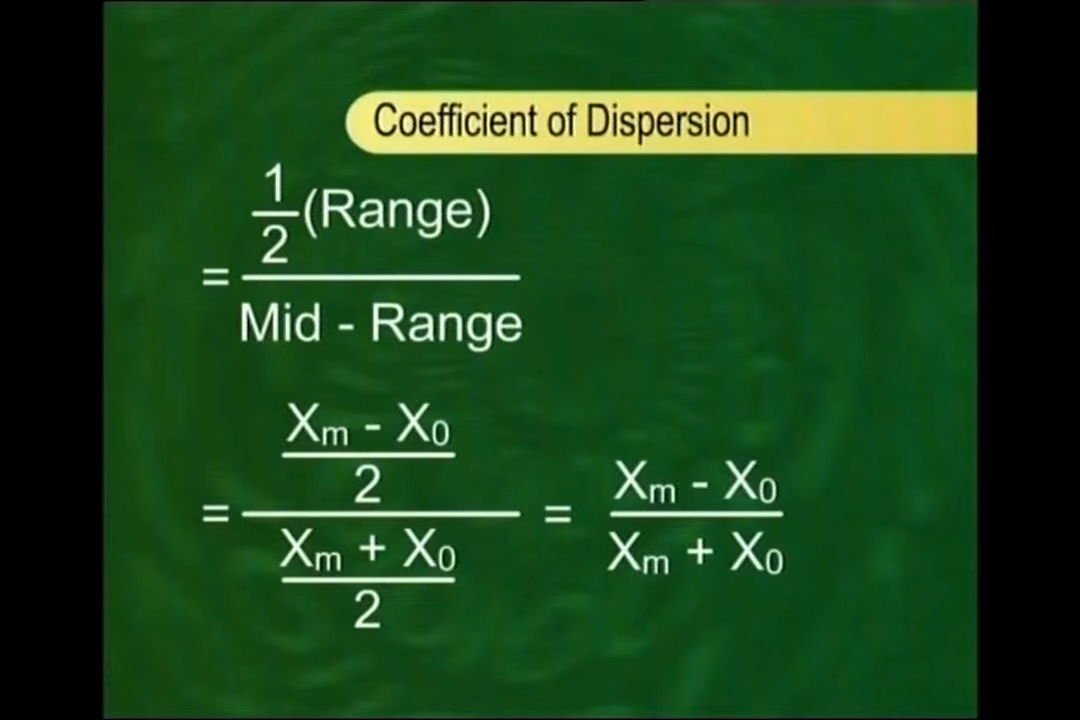 Coefficient of Dispersion
= 1/2 (Range)
Mid - Range
= Xm - X0
2
Xm + X0
2
= Xm - X0
Xm + X0